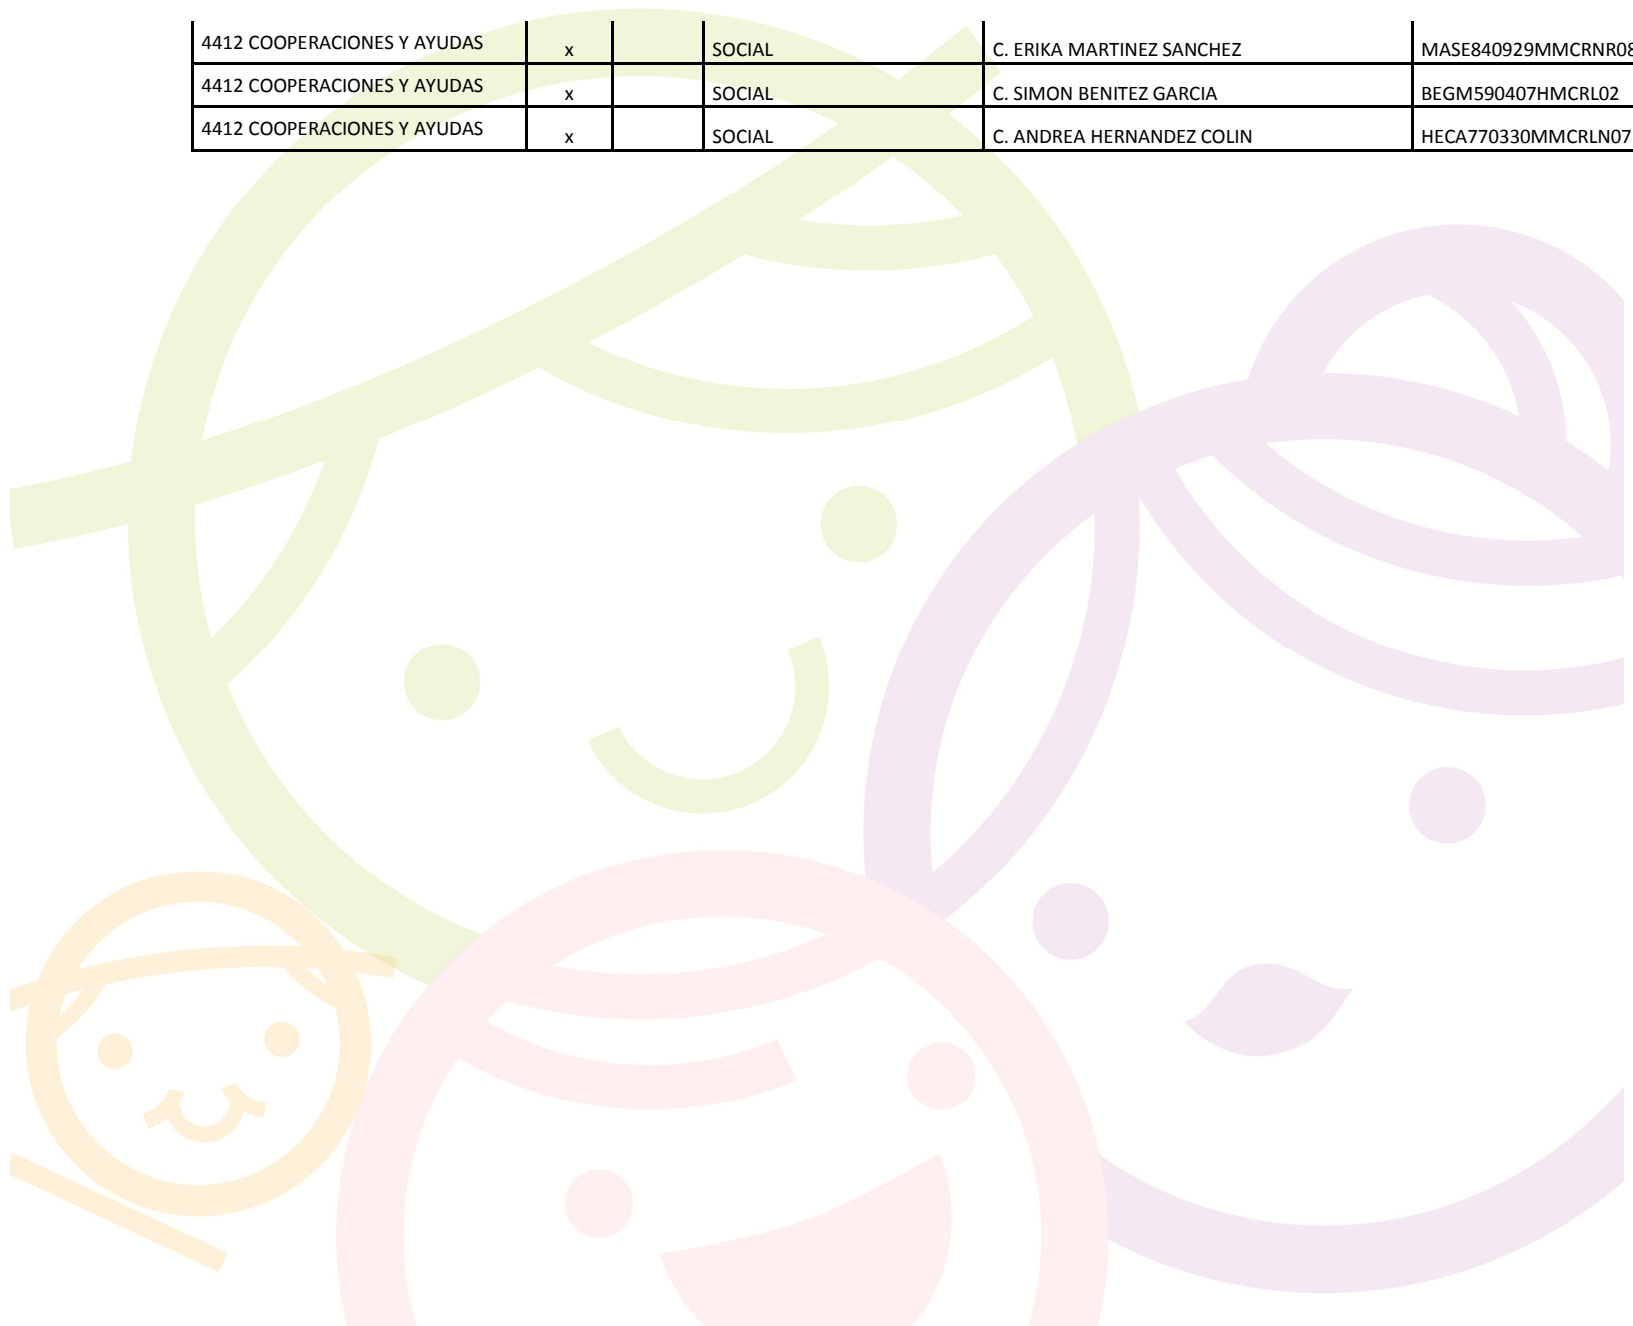 4412 COOPERACIONES Y AYUDAS x SOCIAL C. ERIKA MARTINEZ SANCHEZ MASE840929MMCRNR08
4412 COOPERACIONES Y AYUDAS x SOCIAL C. SIMON BENITEZ GARCIA BEGM590407HMCRL02
4412 COOPERACIONES Y AYUDAS x SOCIAL C. ANDREA HERNANDEZ COLIN HECA770330MMCRLN07